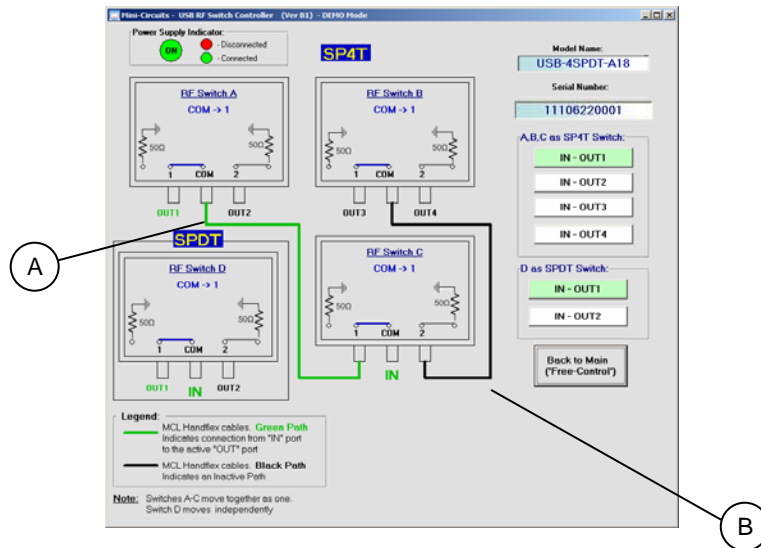 Mini-Circuits - USB RF Switch Controller (Ver B1) - DEMO Mode
Power Supply Indicator:
ON
- Disconnected
- Connected
SP4T
Model Name:
USB-4SPDT-A18
Serial Number:
11106220001
RF Switch A
COM -> 1
50Ω
50Ω
1 COM 2
OUT1
OUT2
RF Switch B
COM -> 1
50Ω
50Ω
1 COM 2
OUT3
OUT4
A,B,C as SP4T Switch:
IN - OUT1
IN - OUT2
IN - OUT3
IN - OUT4
A
SPDT
RF Switch D
COM -> 1
50Ω
50Ω
1 COM 2
OUT1
IN
OUT2
RF Switch C
COM -> 1
50Ω
50Ω
1 COM 2
IN
D as SPDT Switch:
IN - OUT1
IN - OUT2
Back to Main
('Free-Control')
Legend:
MCL Handflex cables. Green Path
Indicates connection from "IN" port
to the active "OUT" port
MCL Handflex cables. Black Path
Indicates an Inactive Path
Note: Switches A-C move together as one.
Switch D moves independently
B